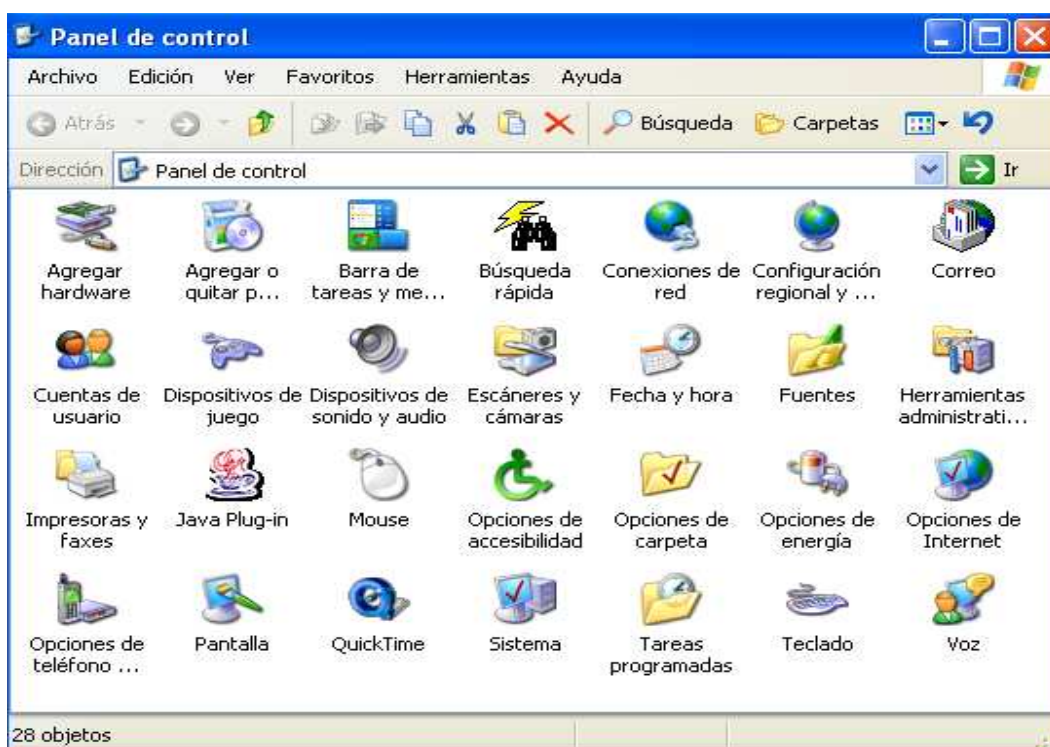 Panel de control
Archivo Edición Ver Favoritos Herramientas Ayuda
Atrás Búsqueda Carpetas
Dirección Panel de control Ir
Agregar hardware
Agregar o quitar p...
Barra de tareas y me...
Búsqueda rápida
Conexiones de red
Configuración regional y ...
Correo
Cuentas de usuario
Dispositivos de juego
Dispositivos de sonido y audio
Escáneres y cámaras
Fecha y hora
Fuentes
Herramientas administrati...
Impresoras y faxes
Java Plug-in
Mouse
Opciones de accesibilidad
Opciones de carpeta
Opciones de energía
Opciones de Internet
Opciones de teléfono ...
Pantalla
QuickTime
Sistema
Tareas programadas
Teclado
Voz
28 objetos